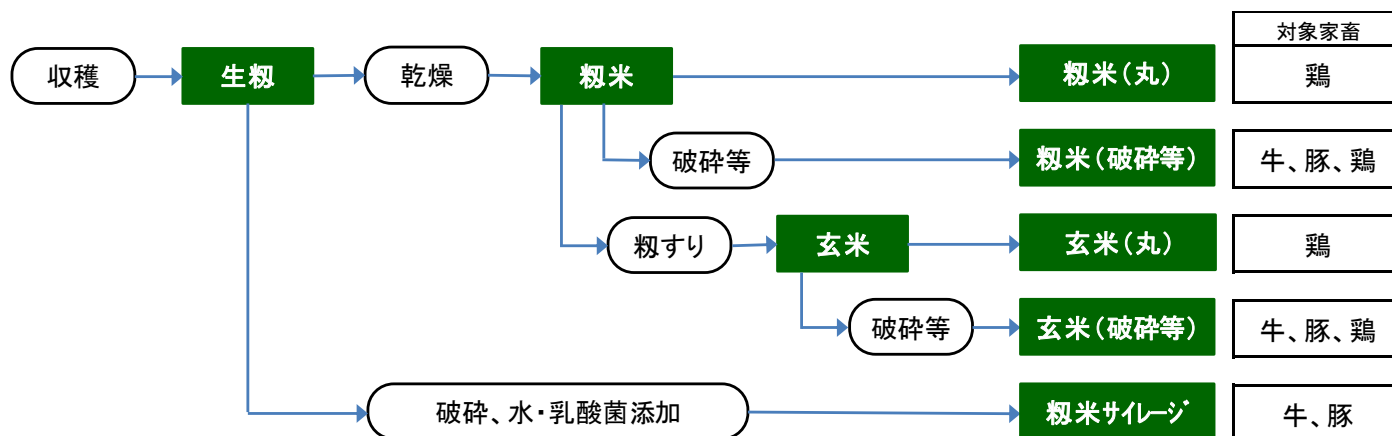 対象家畜
収穫
生籾
乾燥
籾米
籾米(丸)
鶏
破砕等
籾米(破砕等)
牛、豚、鶏
籾すり
玄米
玄米(丸)
鶏
破砕等
玄米(破砕等)
牛、豚、鶏
破砕、水・乳酸菌添加
籾米サイレージ
牛、豚